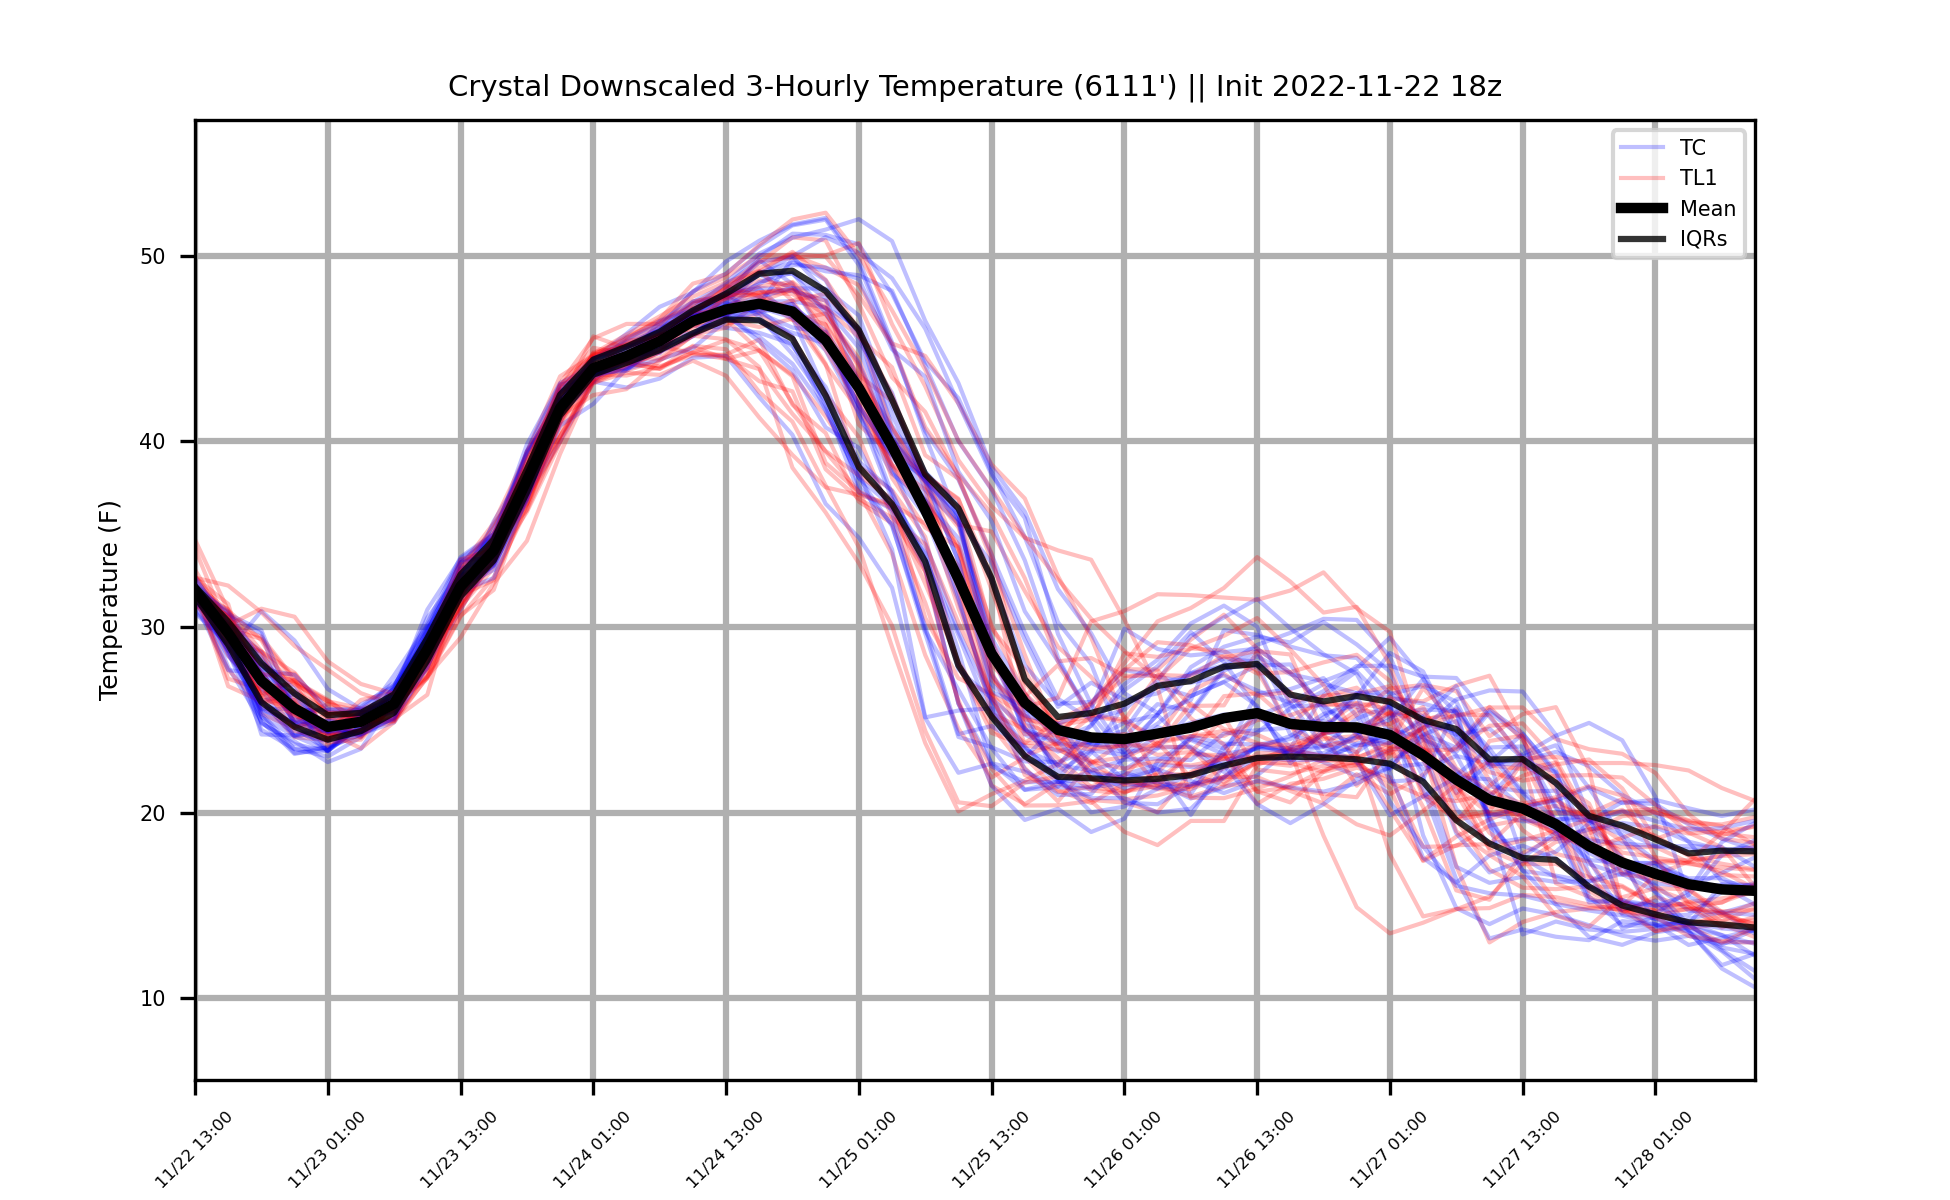 Crystal Downscaled 3-Hourly Temperature (6111') || Init 2022-11-22 18z
TC
TL1
Mean
IQRs
Temperature (F)
50
40
30
20
10
11/22 13:00
11/23 01:00
11/23 13:00
11/24 01:00
11/24 13:00
11/25 01:00
11/25 13:00
11/26 01:00
11/26 13:00
11/27 01:00
11/27 13:00
11/28 01:00